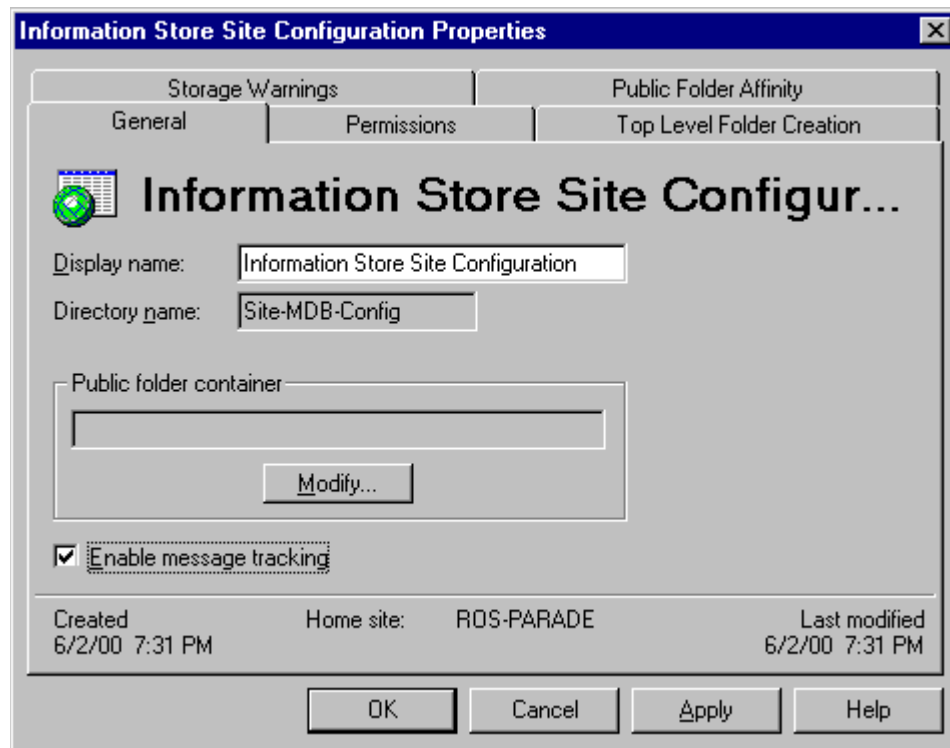 Information Store Site Configuration Properties
Storage Warnings
Public Folder Affinity
General
Permissions
Top Level Folder Creation
Information Store Site Configur...
Display name: Information Store Site Configuration
Directory name: Site-MDB-Config
Public folder container
Modify...
Enable message tracking
Created Home site: ROS-PARADE Last modified
6/2/00 7:31 PM 6/2/00 7:31 PM
OK Cancel Apply Help